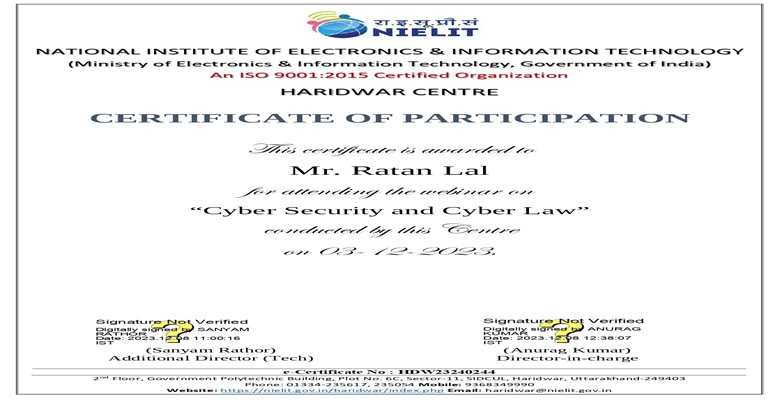 रा.इ.सू.प्रौ.सं
NIELIT
NATIONAL INSTITUTE OF ELECTRONICS & INFORMATION TECHNOLOGY
(Ministry of Electronics & Information Technology, Government of India)
An ISO 9001:2015 Certified Organization
HARIDWAR CENTRE
CERTIFICATE OF PARTICIPATION
This certificate is awarded to
Mr. Ratan Lal
for attending the webinar on
“Cyber Security and Cyber Law”
conducted by this Centre
on 03-12-2023.
Signature Not Verified
Digitally signed by SANYAM
RATHOR
Date: 2023.12.08 11:00:16
IST
(Sanyam Rathor)
Additional Director (Tech)
Signature Not Verified
Digitally signed by ANURAG
KUMAR
Date: 2023.12.08 12:38:07
IST
(Anurag Kumar)
Director-in-charge
e-Certificate No : HDW23240244
2nd Floor, Government Polytechnic Building, Plot No. 6C, Sector-11, SIDCUL, Haridwar, Uttarakhand-249403
Phone: 01334-235617, 235054 Mobile: 9368349990
Website: https://nielit.gov.in/haridwar/index.php Email: haridwar@nielit.gov.in